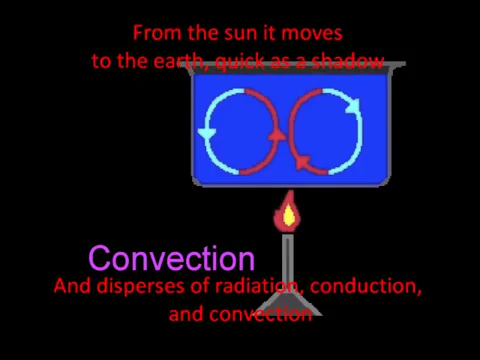 From the sun it moves
to the earth, quick as a shadow
Convection
And disperses of radiation, conduction,
and convection